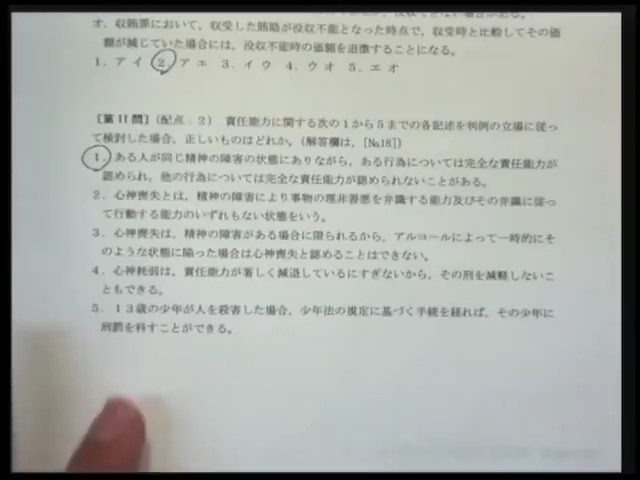 オ．収賄罪において，収受した賄賂が没収不能となった時点で，収受時と比較してその価
額が減じていた場合には，没収不能時の価額を追徴することになる。
１．アイ　２．アエ　３．イウ　４．ウオ　５．エオ
［第11問］（配点：２）　責任能力に関する次の１から５までの各記述を判例の立場に従っ
て検討した場合，正しいものはどれか。（解答欄は，[No.18]）
１．ある人が同じ精神の障害の状態にありながら，ある行為については完全な責任能力が
認められ，他の行為については完全な責任能力が認められないことがある。
２．心神喪失とは，精神の障害により事物の理非善悪を弁識する能力及びその弁識に従っ
て行動する能力のいずれもない状態をいう。
３．心神喪失は，精神の障害がある場合に限られるから，アルコールによって一時的にそ
のような状態に陥った場合は心神喪失と認めることはできない。
４．心神耗弱は，責任能力が著しく減退しているにすぎないから，その刑を減軽しないこ
ともできる。
５．１３歳の少年が人を殺害した場合，少年法の規定に基づく手続を経れば，その少年に
刑罰を科すことができる。